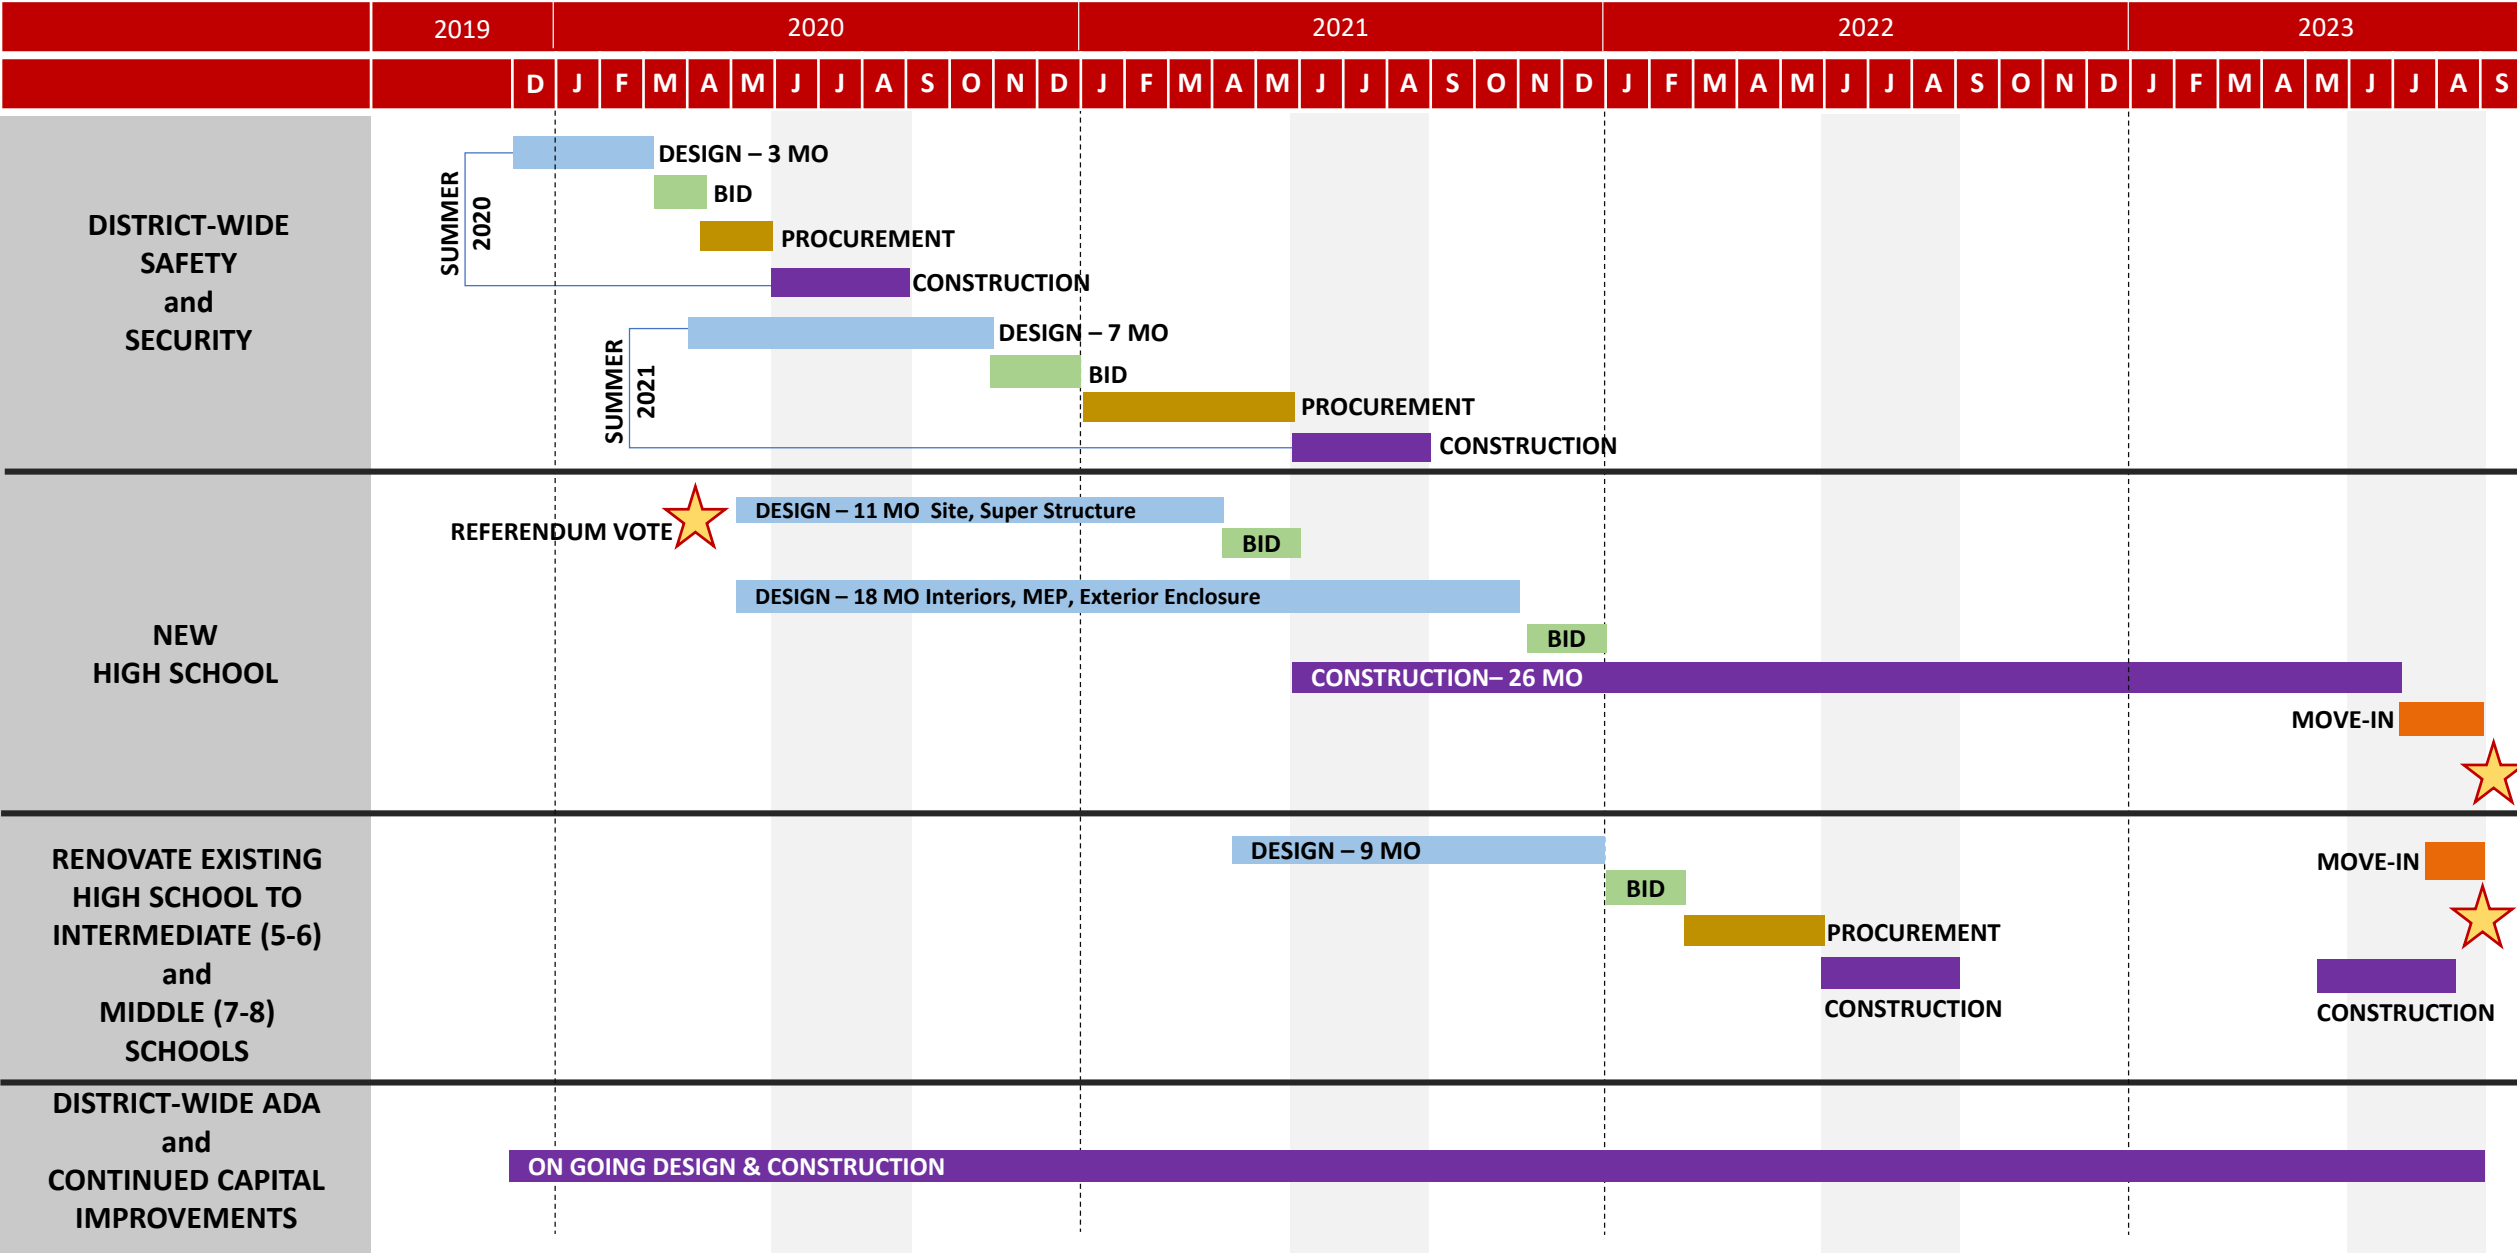 2019 2020 2021 2022 2023
D J F M A M J J A S O N D J F M A M J J A S O N D J F M A M J J A S O N D J F M A M J J A S
DISTRICT-WIDE
SAFETY
and
SECURITY
SUMMER
2020
DESIGN – 3 MO
BID
PROCUREMENT
CONSTRUCTION
SUMMER
2021
DESIGN – 7 MO
BID
PROCUREMENT
CONSTRUCTION
NEW
HIGH SCHOOL
REFERENDUM VOTE
DESIGN – 11 MO Site, Super Structure
BID
DESIGN – 18 MO Interiors, MEP, Exterior Enclosure
BID
CONSTRUCTION– 26 MO
MOVE-IN
RENOVATE EXISTING
HIGH SCHOOL TO
INTERMEDIATE (5-6)
and
MIDDLE (7-8)
SCHOOLS
DESIGN – 9 MO
BID
PROCUREMENT
CONSTRUCTION
MOVE-IN
CONSTRUCTION
DISTRICT-WIDE ADA
and
CONTINUED CAPITAL
IMPROVEMENTS
ON GOING DESIGN & CONSTRUCTION